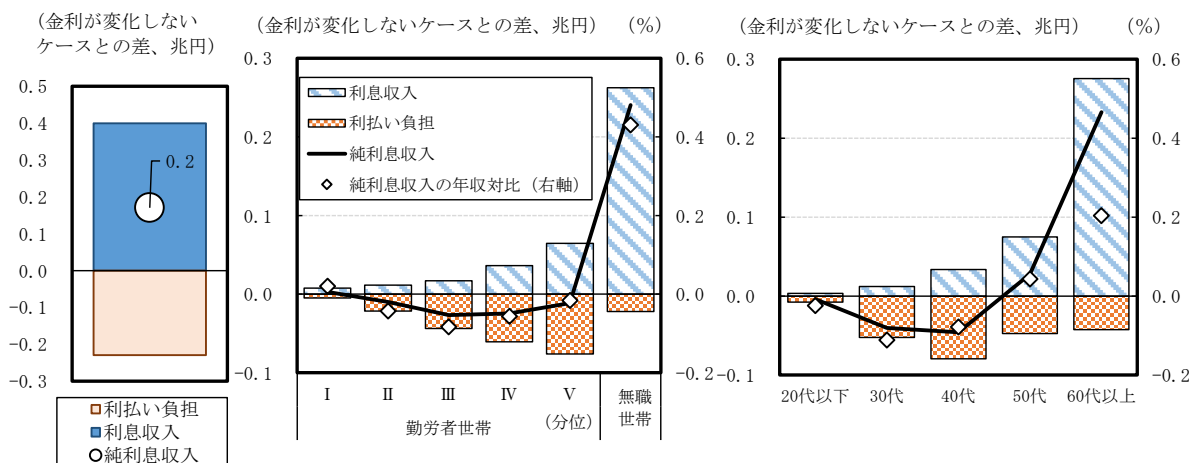 （金利が変化しない
ケースとの差、兆円）
0.5
0.4
0.3
0.2
0.1
0.0
-0.1
-0.2
-0.3
0.2
利払い負担
利息収入
純利息収入
（金利が変化しないケースとの差、兆円）
（%）
0.3
0.2
0.1
0.0
-0.1
0.6
0.4
0.2
0.0
-0.2
利息収入
利払い負担
純利息収入
純利息収入の年収対比（右軸）
Ⅰ
Ⅱ
Ⅲ
Ⅳ
Ⅴ
（分位）
勤労者世帯
無職
世帯
（金利が変化しないケースとの差、兆円）
（%）
0.3
0.2
0.1
0.0
-0.1
0.6
0.4
0.2
0.0
-0.2
20代以下
30代
40代
50代
60代以上